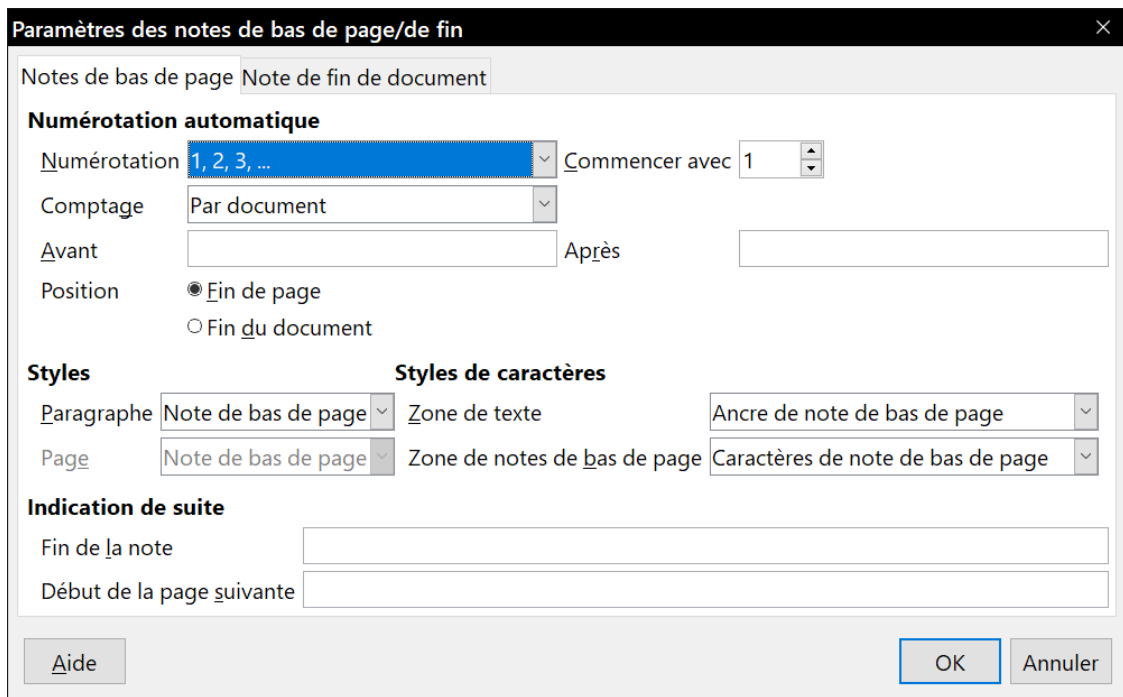 Paramètres des notes de bas de page/de fin
Notes de bas de page Note de fin de document
Numérotation automatique
Numérotation 1, 2, 3, ... Commencer avec 1
Comptage Par document
Avant Après
Position Fin de page
Fin du document
Styles Styles de caractères
Paragraphe Note de bas de page Zone de texte Ancre de note de bas de page
Page Note de bas de page Zone de notes de bas de page Caractères de note de bas de page
Indication de suite
Fin de la note
Début de la page suivante
Aide OK Annuler